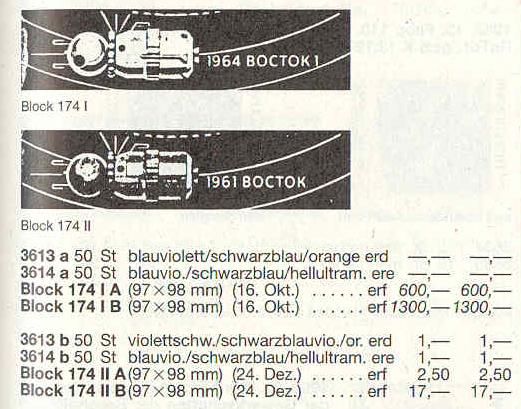 1964 BOCTOK 1
Block 174 I
1961 BOCTOK
Block 174 II
3613 a 50 St blauviolett/schwarzblau/orange erd —,— —,—
3614 a 50 St blauvio./schwarzblau/hellultram. ere —,— —,—
Block 174 I A (97×98 mm) (16. Okt.) ...... erf 600,— 600,—
Block 174 I B (97×98 mm) (16. Okt.) ...... erf 1300,— 1300,—
3613 b 50 St violettschw./schwarzblauvio./or. erd 1,— 1,—
3614 b 50 St blauvio./schwarzblau/hellultram. ere 1,— 1,—
Block 174 II A (97×98 mm) (24. Dez.) ...... erf 2,50 2,50
Block 174 II B (97×98 mm) (24. Dez.) ...... erf 17,— 17,—